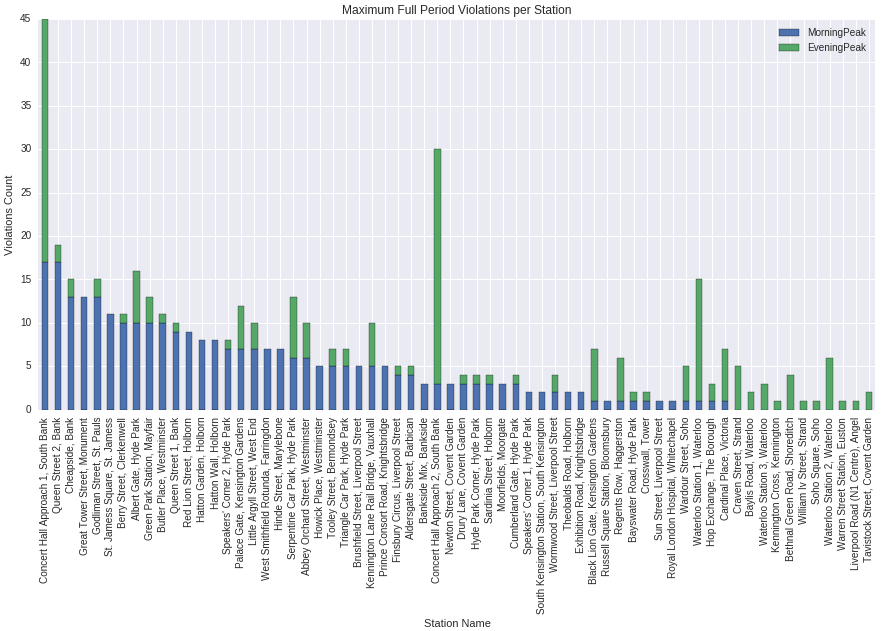 Maximum Full Period Violations per Station
MorningPeak
EveningPeak
Violations Count
45
40
35
30
25
20
15
10
5
0
Concert Hall Approach 1, South Bank
Queen Street 2, Bank
Cheapside, Bank
Great Tower Street, Monument
Godliman Street, St. Pauls
St. James's Square, St. James's
Berry Street, Clerkenwell
Albert Gate, Hyde Park
Green Park Station, Mayfair
Butler Place, Westminster
Queen Street 1, Bank
Red Lion Street, Holborn
Hatton Garden, Holborn
Hatton Wall, Holborn
Speakers' Corner 2, Hyde Park
Palace Gate, Kensington Gardens
Little Argyll Street, West End
West Smithfield Rotunda, Farringdon
Hinde Street, Marylebone
Serpentine Car Park, Hyde Park
Abbey Orchard Street, Westminster
Howick Place, Westminster
Tooley Street, Bermondsey
Triangle Car Park, Hyde Park
Brushfield Street, Liverpool Street
Kennington Lane Rail Bridge, Vauxhall
Prince Consort Road, Knightsbridge
Finsbury Circus, Liverpool Street
Aldersgate Street, Barbican
Bankside Mix, Bankside
Concert Hall Approach 2, South Bank
Newton Street, Covent Garden
Drury Lane, Covent Garden
Hyde Park Corner, Hyde Park
Sardinia Street, Holborn
Moorfields, Moorgate
Cumberland Gate, Hyde Park
Speakers' Corner 1, Hyde Park
South Kensington Station, South Kensington
Wormwood Street, Liverpool Street
Theobalds Road, Holborn
Exhibition Road, Knightsbridge
Black Lion Gate, Kensington Gardens
Russell Square Station, Bloomsbury
Regents Row, Haggerston
Bayswater Road, Hyde Park
Crosswall, Tower
Sun Street, Liverpool Street
Royal London Hospital, Whitechapel
Wardour Street, Soho
Waterloo Station 1, Waterloo
Hop Exchange, The Borough
Cardinal Place, Victoria
Craven Street, Strand
Baylis Road, Waterloo
Waterloo Station 3, Waterloo
Kennington Cross, Kennington
Bethnal Green Road, Shoreditch
William Iv Street, Strand
Soho Square, Soho
Waterloo Station 2, Waterloo
Warren Street Station, Euston
Liverpool Road (N1 Centre), Angel
Tavistock Street, Covent Garden
Station Name